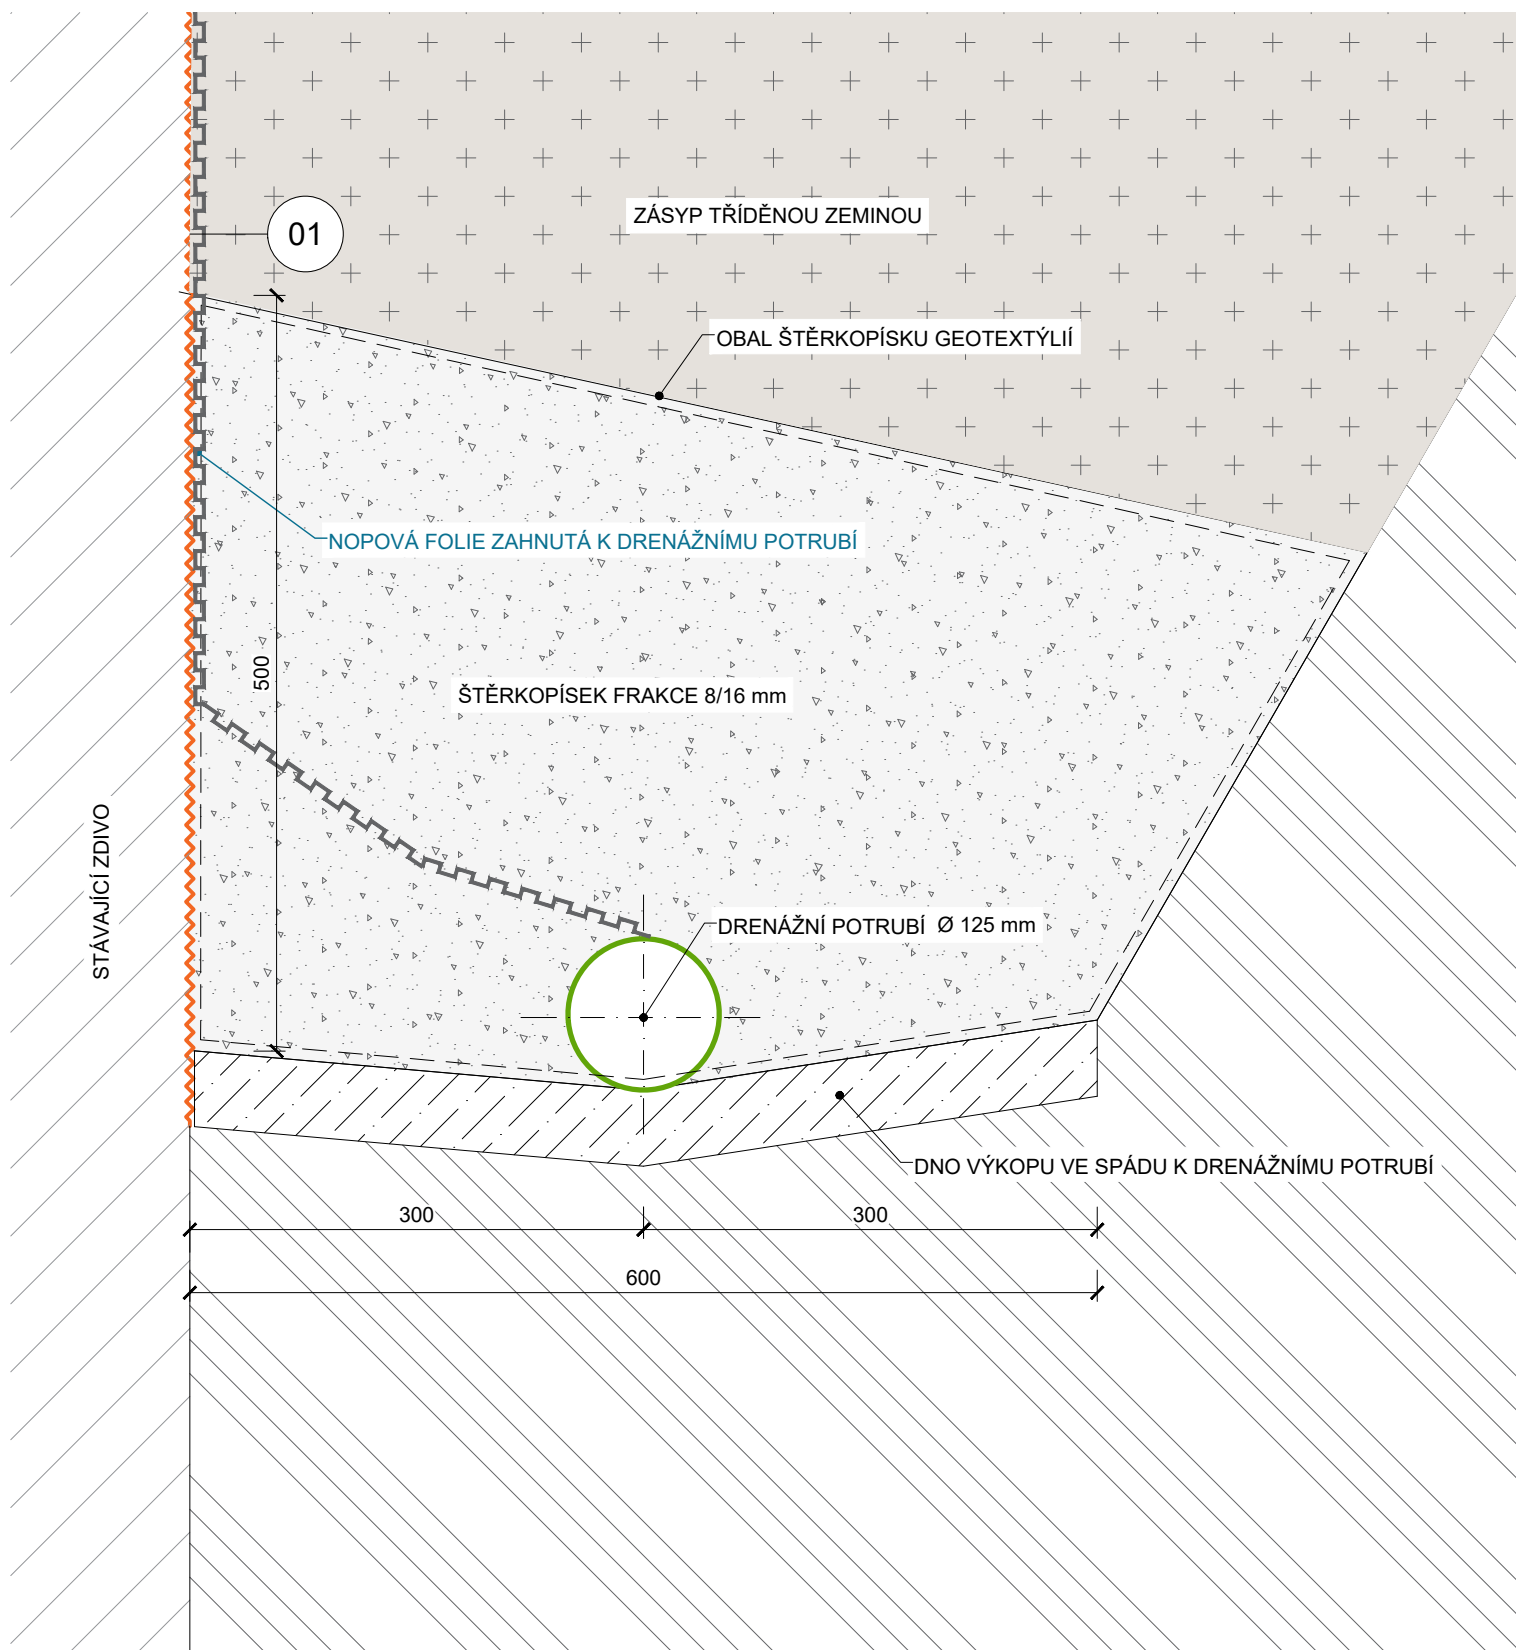 ZÁSYP TŘÍDĚNOU ZEMINOU
01
OBAL ŠTĚRKOPÍSKU GEOTEXTÝLIÍ
NOPOVÁ FOLIE ZAHNUTÁ K DRENÁŽNÍMU POTRUBÍ
500
ŠTĚRKOPÍSEK FRAKCE 8/16 mm
STÁVAJÍCÍ ZDIVO
DRENÁŽNÍ POTRUBÍ Ø 125 mm
DNO VÝKOPU VE SPÁDU K DRENÁŽNÍMU POTRUBÍ
300 300
600